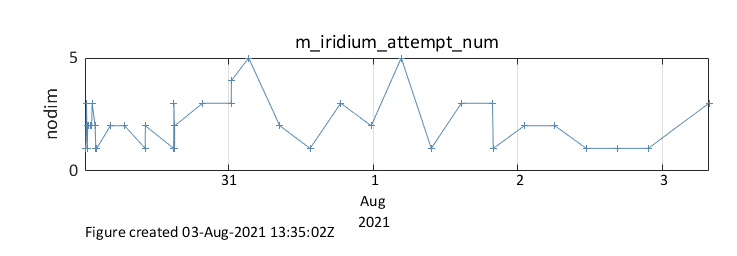 m_iridium_attempt_num
5
nodim
0
31 1 2 3
Aug
2021
Figure created 03-Aug-2021 13:35:02Z